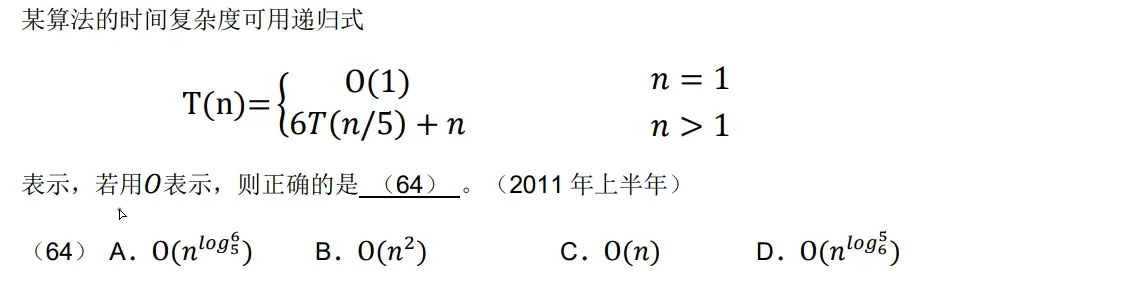 某算法的时间复杂度可用递归式
T(n)={ O(1) n = 1
6T(n/5) + n n > 1
表示，若用O表示，则正确的是 （64） 。（2011 年上半年）
（64） A．O(n^{log_5^6}) B．O(n^2) C．O(n) D．O(n^{log_6^5})